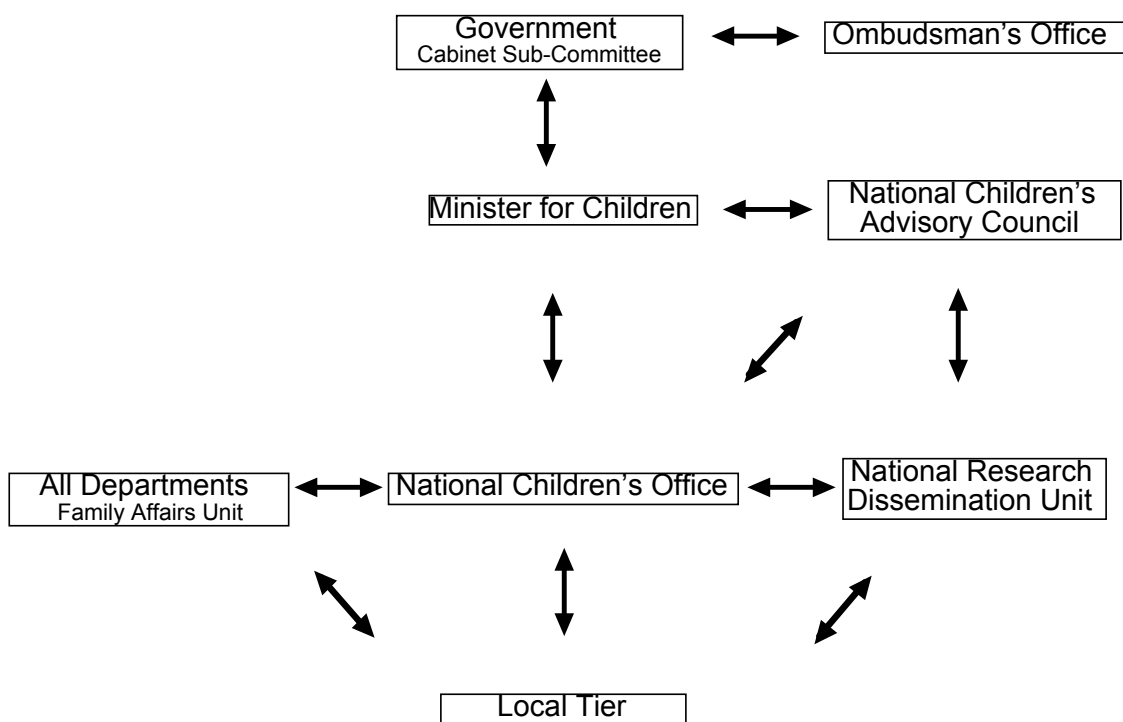 Government
Cabinet Sub-Committee
Ombudsman’s Office
Minister for Children
National Children’s
Advisory Council
All Departments
Family Affairs Unit
National Children’s Office
National Research
Dissemination Unit
Local Tier